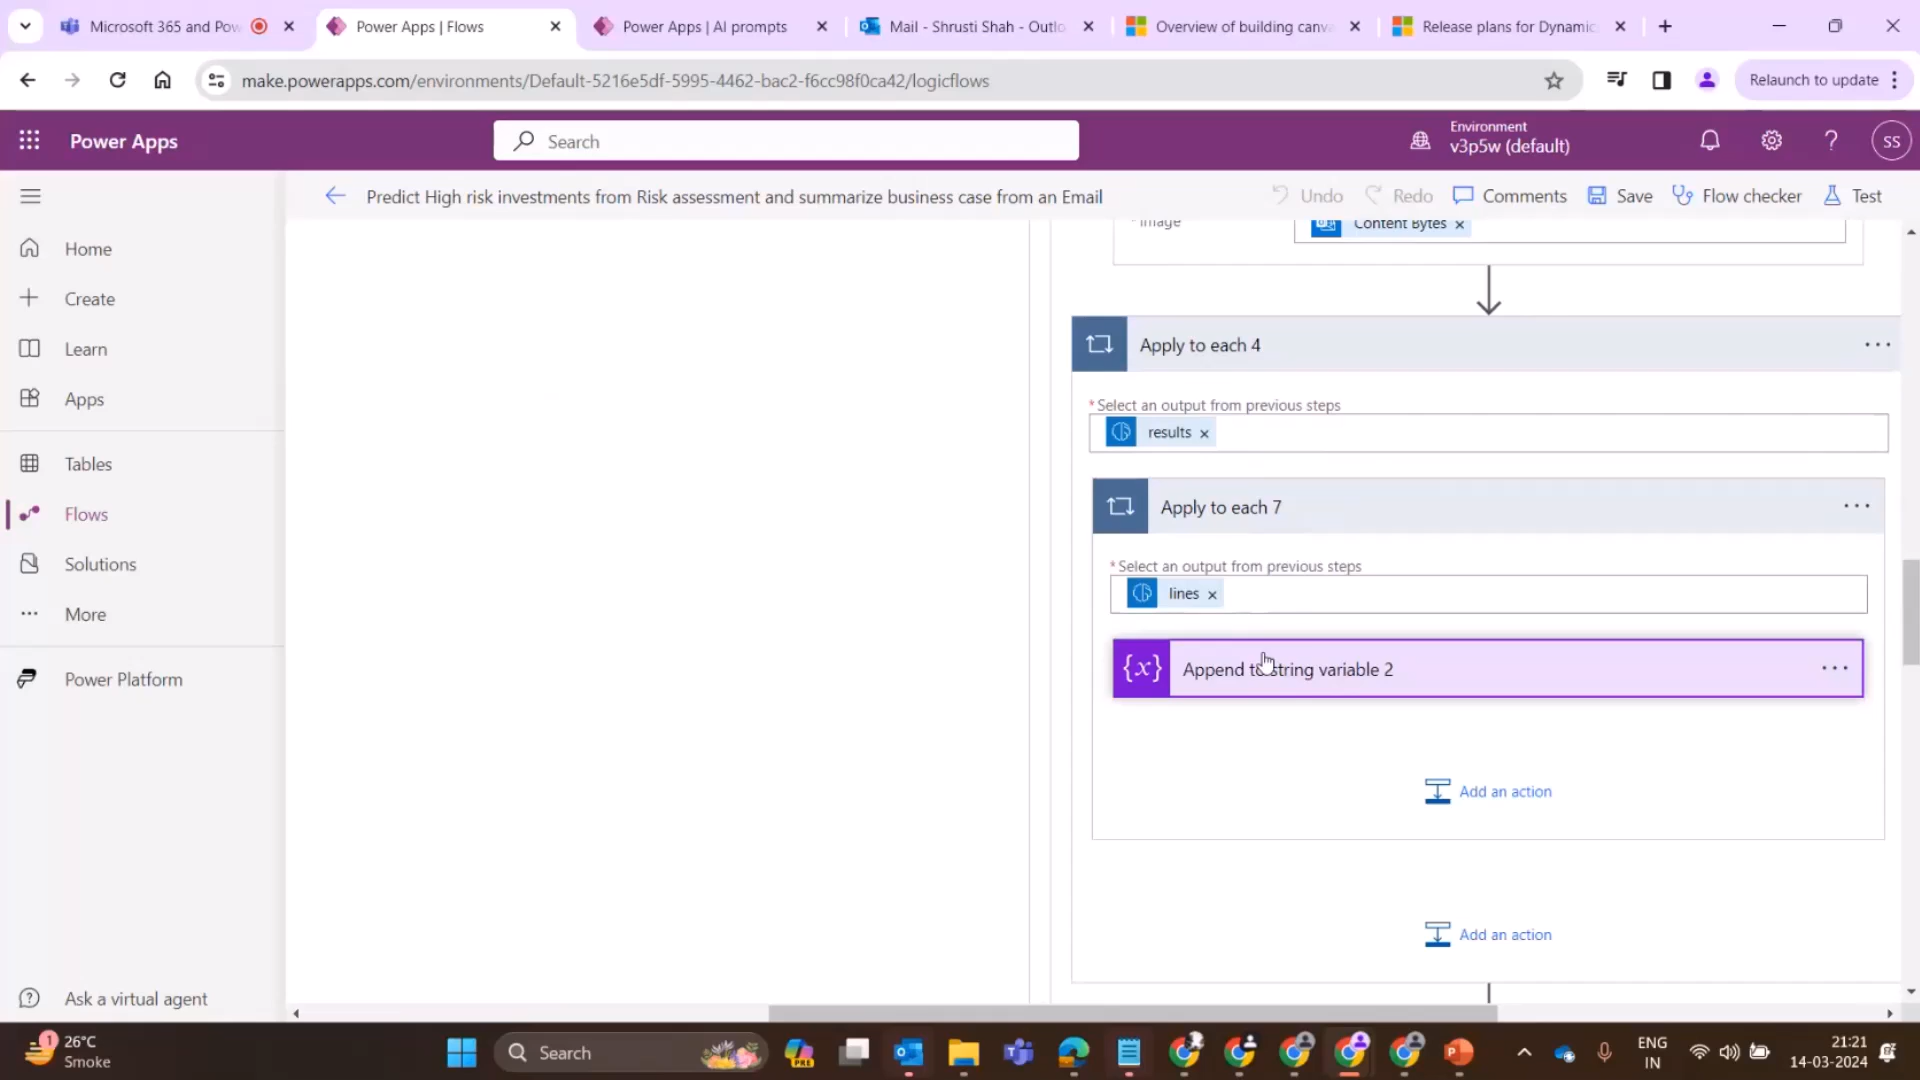 Microsoft 365 and Pow
Power Apps | Flows
Power Apps | AI prompts
Mail - Shrusti Shah - Outlo
Overview of building canva
Release plans for Dynamic
make.powerapps.com/environments/Default-5216e5df-5995-4462-bac2-f6cc98f0ca42/logicflows
Relaunch to update
Power Apps
Search
Environment
v3p5w (default)
SS
Predict High risk investments from Risk assessment and summarize business case from an Email
Undo
Redo
Comments
Save
Flow checker
Test
Home
Create
Learn
Apps
Tables
Flows
Solutions
More
Power Platform
Ask a virtual agent
* Image
Content Bytes
Apply to each 4
* Select an output from previous steps
results
Apply to each 7
* Select an output from previous steps
lines
{x}
Append to string variable 2
Add an action
Add an action
1
26°C
Smoke
Search
PRE
ENG
IN
21:21
14-03-2024